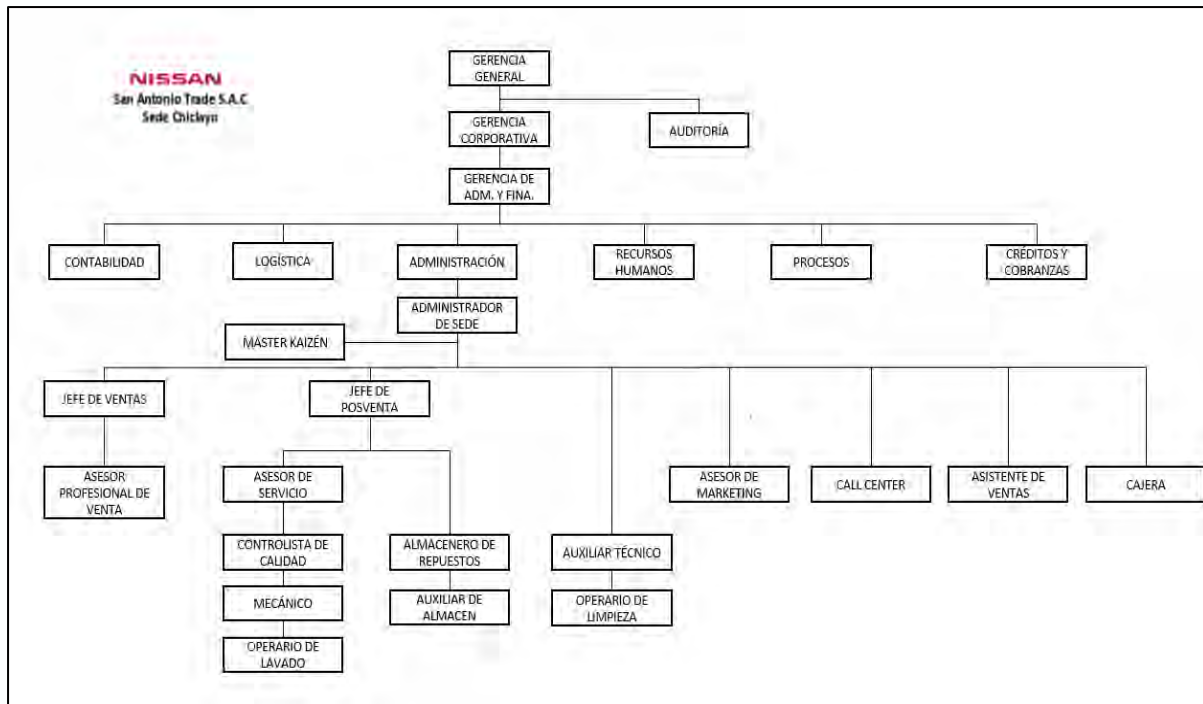 NISSAN
San Antonio Trade S.A.C
Sede Chiclayo
GERENCIA
GENERAL
GERENCIA
CORPORATIVA
AUDITORÍA
GERENCIA DE
ADM. Y FINA.
CONTABILIDAD
LOGÍSTICA
ADMINISTRACIÓN
RECURSOS
HUMANOS
PROCESOS
CRÉDITOS Y
COBRANZAS
ADMINISTRADOR
DE SEDE
MASTER KAIZÉN
JEFE DE VENTAS
JEFE DE
POSVENTA
ASESOR
PROFESIONAL DE
VENTA
ASESOR DE
SERVICIO
ASESOR DE
MARKETING
CALL CENTER
ASISTENTE DE
VENTAS
CAJERA
CONTROLISTA DE
CALIDAD
ALMACENERO DE
REPUESTOS
AUXILIAR TÉCNICO
MECÁNICO
AUXILIAR DE
ALMACEN
OPERARIO DE
LIMPIEZA
OPERARIO DE
LAVADO